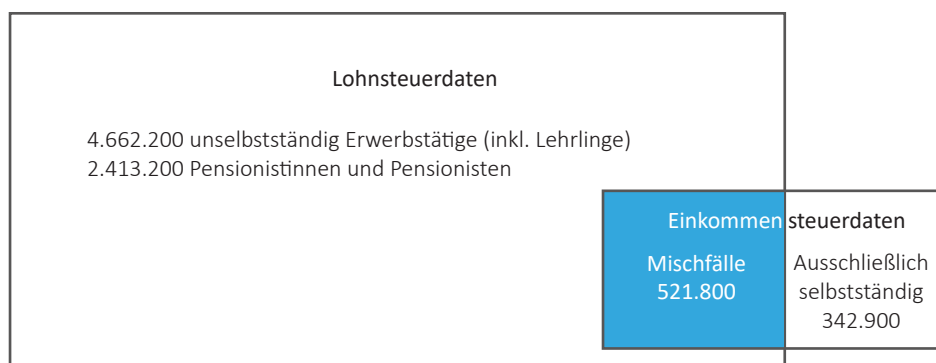 Lohnsteuerdaten
4.662.200 unselbstständig Erwerbstätige (inkl. Lehrlinge)
2.413.200 Pensionistinnen und Pensionisten
Einkommensteuerdaten
Mischfälle
521.800
Ausschließlich
selbstständig
342.900